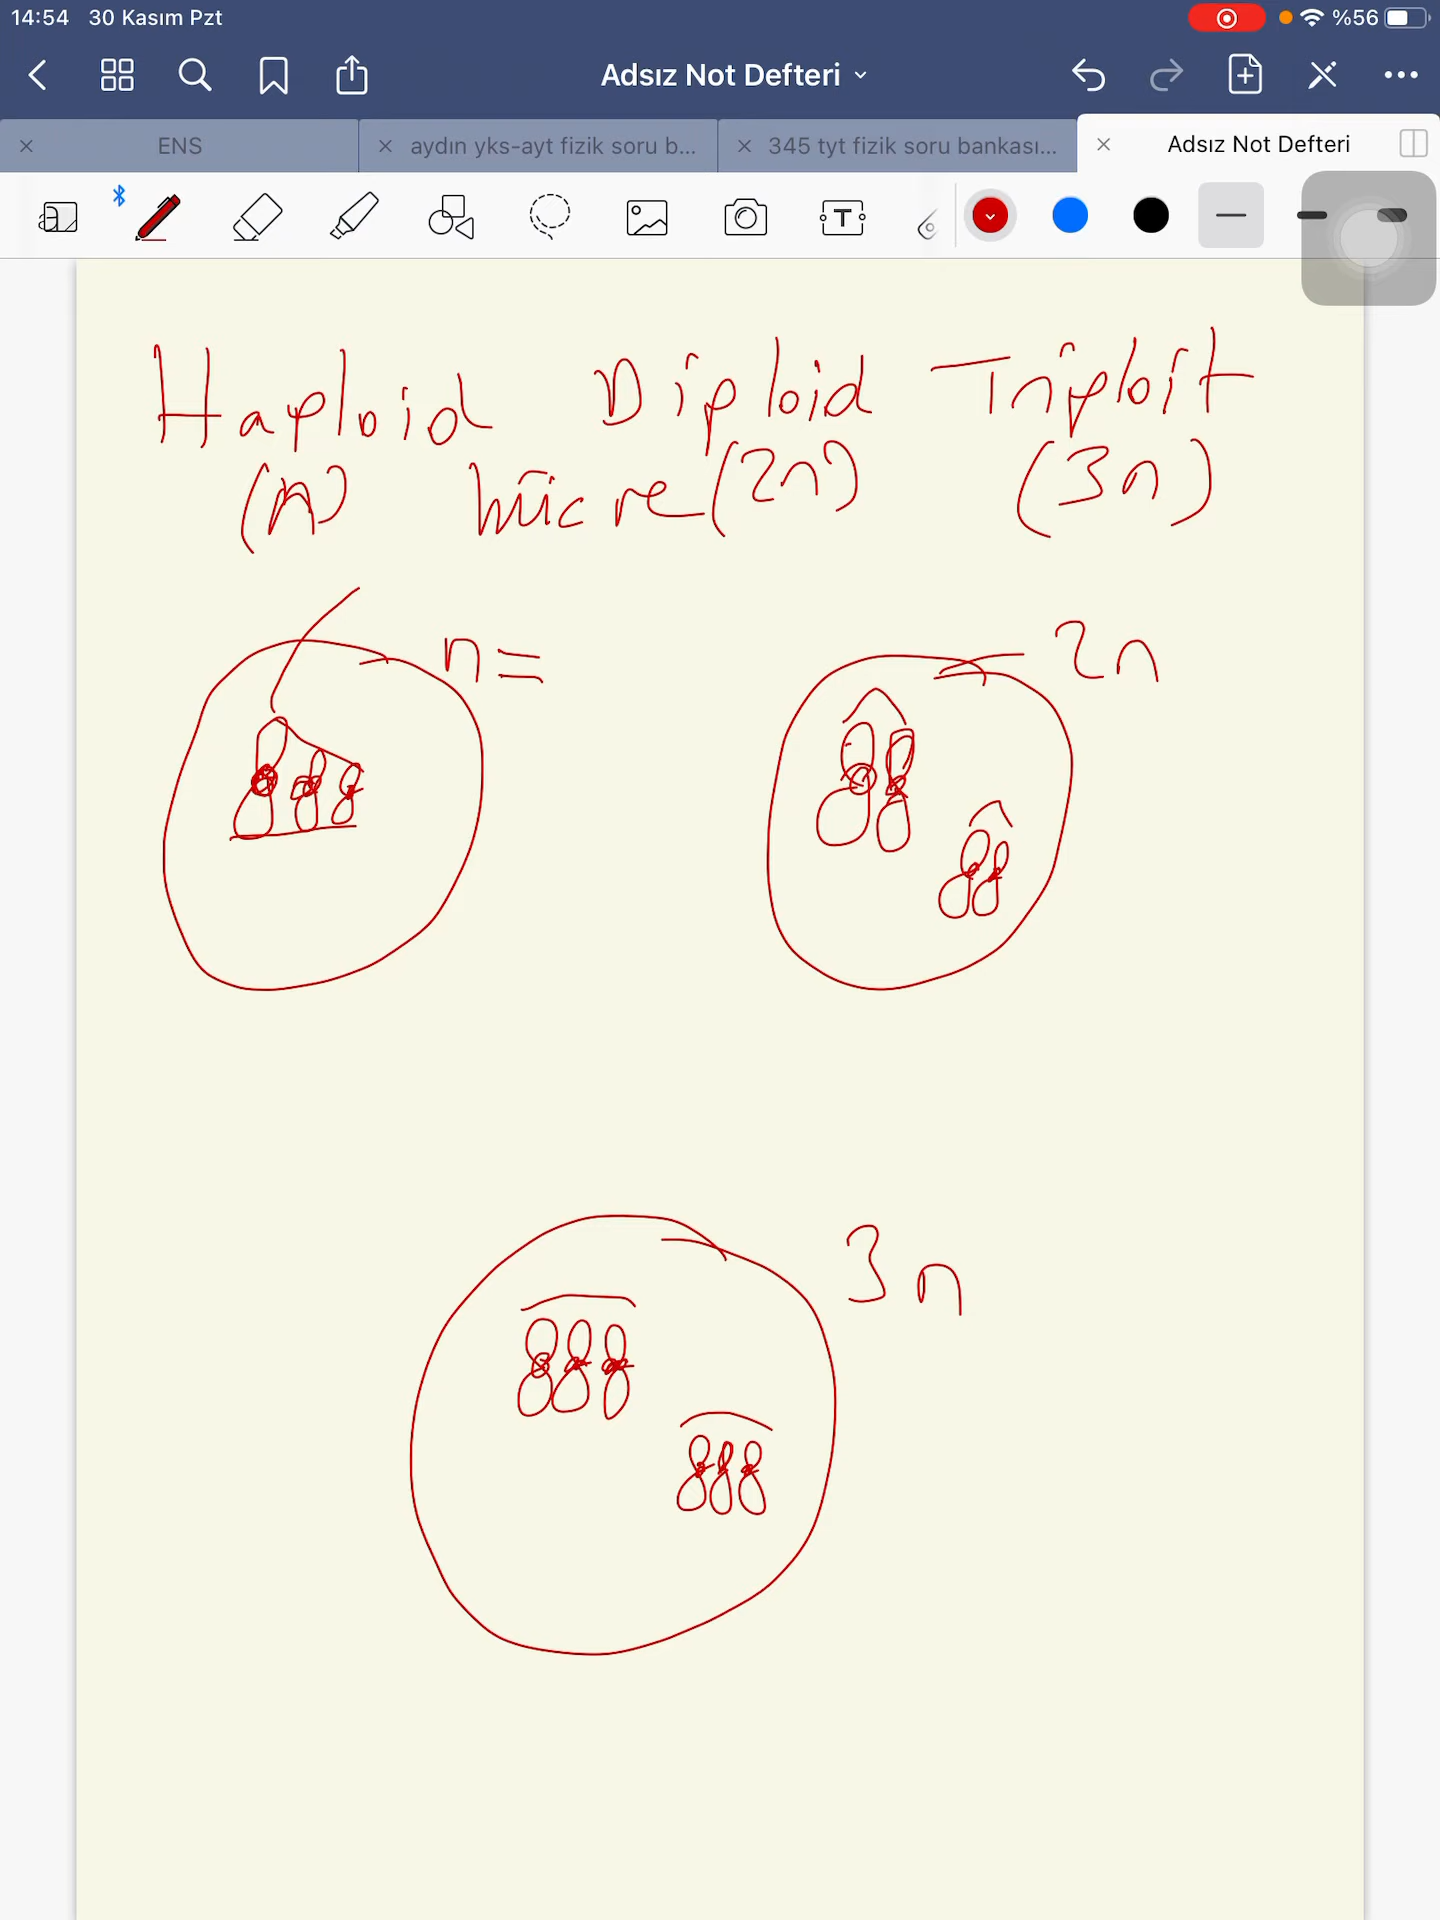 14:54 30 Kasım Pzt %56
Adsız Not Defteri
ENS aydın yks-ayt fizik soru b... 345 tyt fizik soru bankası... Adsız Not Defteri
T
Haploid Diploid Triploit
(n) hücre (2n) (3n)
n= 2n
3n